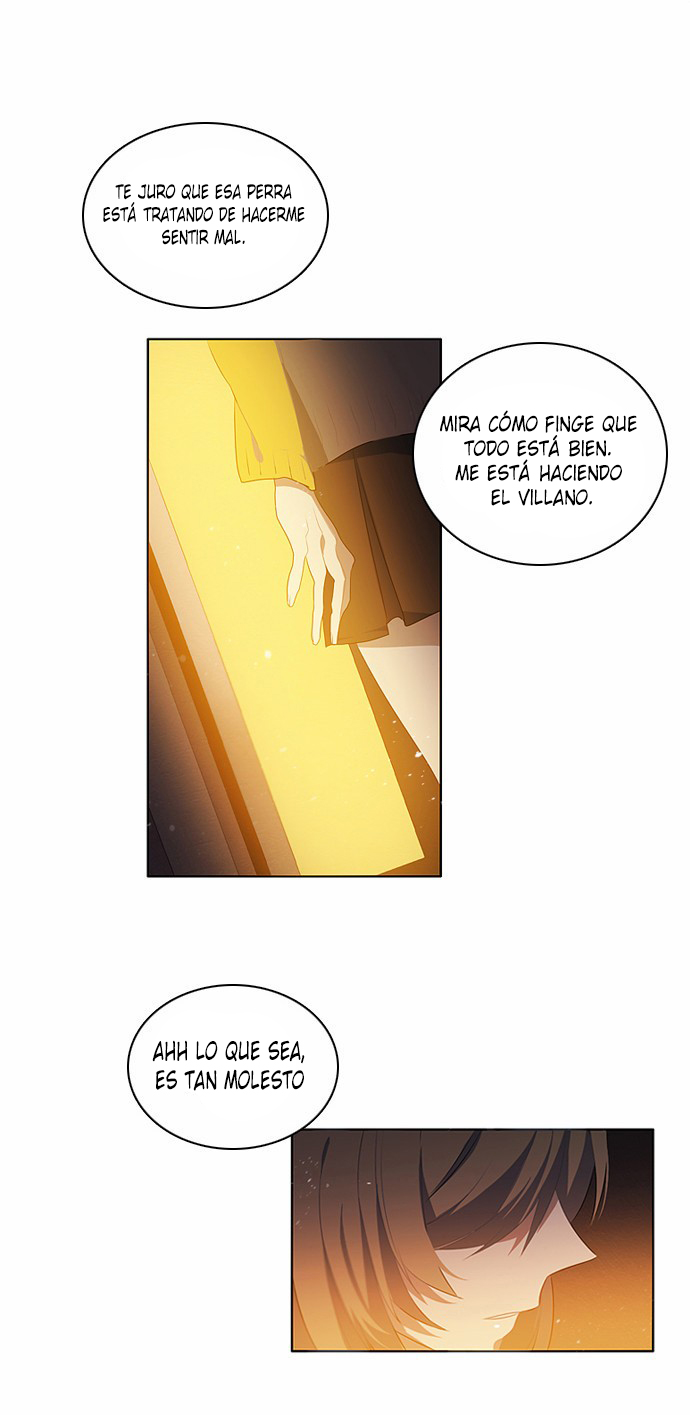 TE JURO QUE ESA PERRA
ESTÁ TRATANDO DE HACERME
SENTIR MAL.
MIRA CÓMO FINGE QUE
TODO ESTÁ BIEN.
ME ESTÁ HACIENDO
EL VILLANO.
AHH LO QUE SEA,
ES TAN MOLESTO